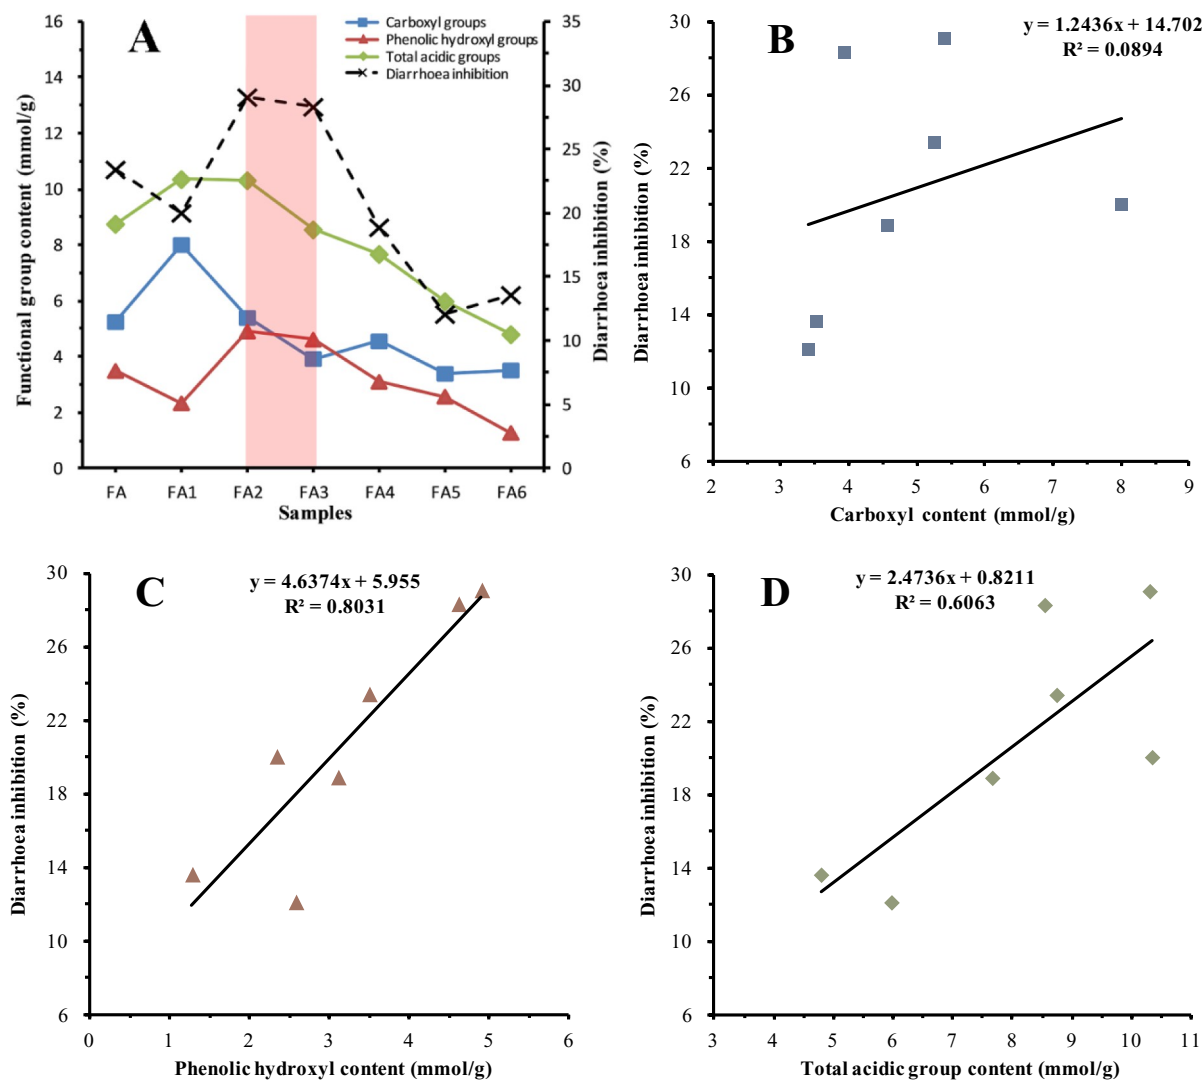 A
Carboxyl groups
Phenolic hydroxyl groups
Total acidic groups
Diarrhoea inhibition
Functional group content (mmol/g)
16
14
12
10
8
6
4
2
0
Diarrhoea inhibition (%)
35
30
25
20
15
10
5
0
FA FA1 FA2 FA3 FA4 FA5 FA6
Samples
B
y = 1.2436x + 14.702
R² = 0.0894
Diarrhoea inhibition (%)
30
26
22
18
14
10
6
2 3 4 5 6 7 8 9
Carboxyl content (mmol/g)
C
y = 4.6374x + 5.955
R² = 0.8031
Diarrhoea inhibition (%)
30
26
22
18
14
10
6
0 1 2 3 4 5 6
Phenolic hydroxyl content (mmol/g)
D
y = 2.4736x + 0.8211
R² = 0.6063
Diarrhoea inhibition (%)
30
26
22
18
14
10
6
3 4 5 6 7 8 9 10 11
Total acidic group content (mmol/g)